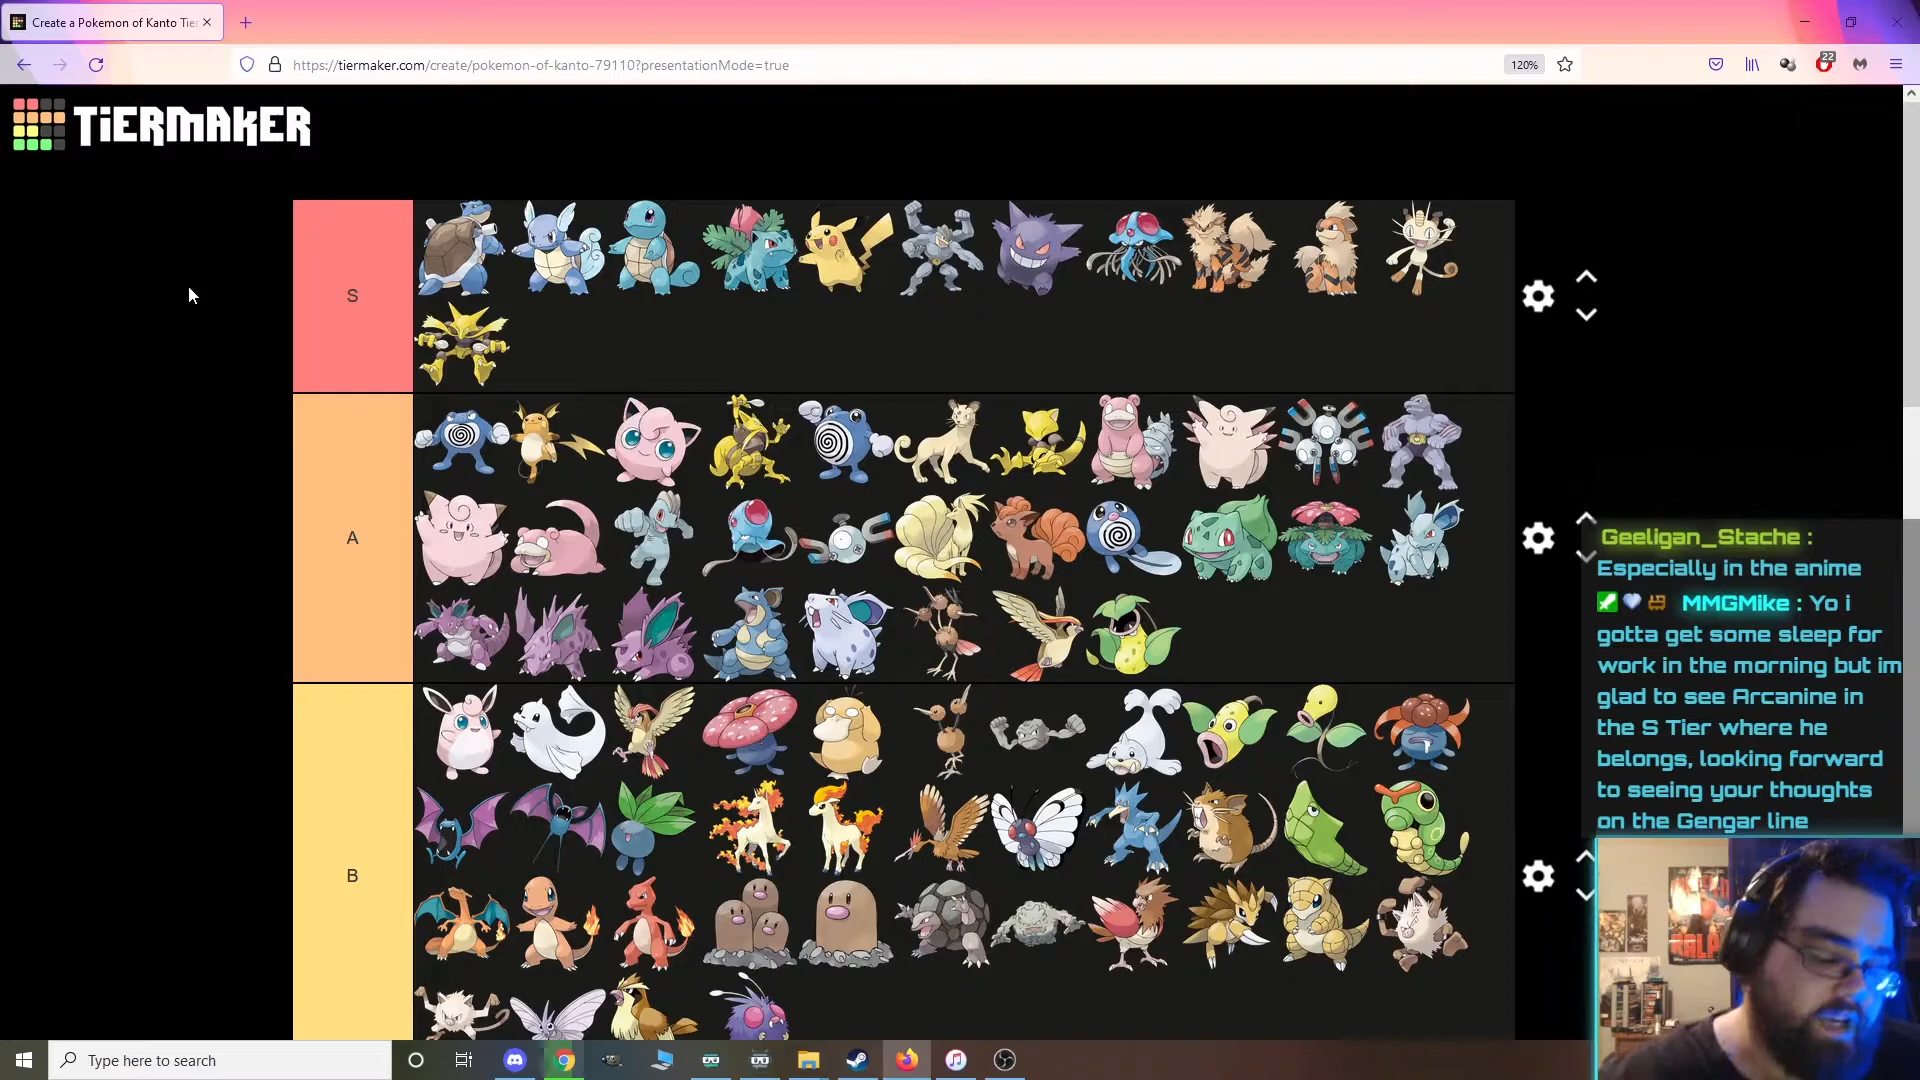 Create a Pokemon of Kanto Tie
https://tiermaker.com/create/pokemon-of-kanto-79110?presentationMode=true
120%
22
TiERMAKER
S
A
B
Geeligan_Stache :
Especially in the anime
MMGMike : Yo i
gotta get some sleep for
work in the morning but im
glad to see Arcanine in
the S Tier where he
belongs, looking forward
to seeing your thoughts
on the Gengar line
Type here to search